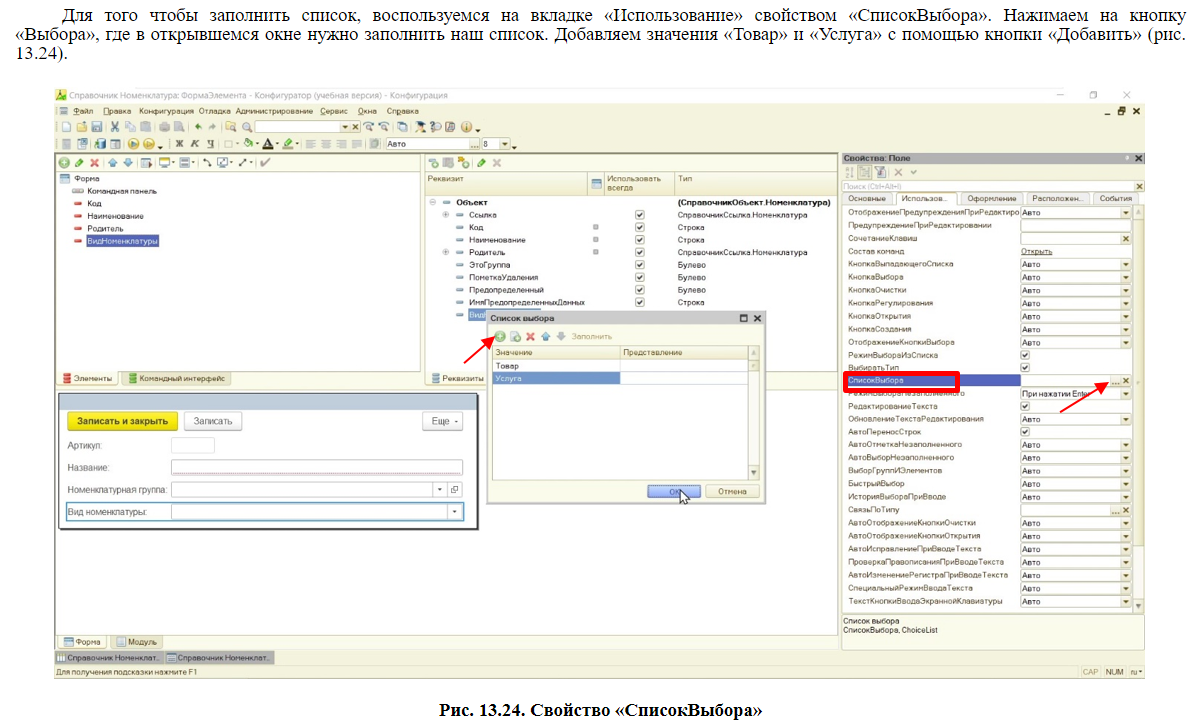 Для того чтобы заполнить список, воспользуемся на вкладке «Использование» свойством «СписокВыбора». Нажимаем на кнопку
«Выбора», где в открывшемся окне нужно заполнить наш список. Добавляем значения «Товар» и «Услуга» с помощью кнопки «Добавить» (рис.
13.24).
Справочник Номенклатура: ФормаЭлемента - Конфигуратор (учебная версия) - Конфигурация
Файл Правка Конфигурация Отладка Администрирование Сервис Окна Справка
Ж К Ч Авто ... 8
Форма
Командная панель
Код
Наименование
Родитель
ВидНоменклатуры
Элементы Командный интерфейс
Реквизит Использовать всегда Тип
Объект (СправочникОбъект.Номенклатура)
Ссылка СправочникСсылка.Номенклатура
Код Строка
Наименование Строка
Родитель СправочникСсылка.Номенклатура
ЭтоГруппа Булево
ПометкаУдаления Булево
Предопределенный Булево
ИмяПредопределенныхДанных Строка
Реквизиты
Список выбора
Заполнить
Значение Представление
Товар
Услуга
ОК Отмена
Записать и закрыть Записать Еще
Артикул:
Название:
Номенклатурная группа:
Вид номенклатуры:
Форма Модуль
Справочник Номенклат... Справочник Номенклат...
Для получения подсказки нажмите F1
CAP NUM ru
Свойства: Поле
Поиск (Ctrl+Alt+I)
Основные Использов... Оформление Расположен... События
ОтображениеПредупрежденияПриРедактиро Авто
ПредупреждениеПриРедактировании
СочетаниеКлавиш
Состав команд Открыть
КнопкаВыпадающегоСписка Авто
КнопкаВыбора Авто
КнопкаОчистки Авто
КнопкаРегулирования Авто
КнопкаОткрытия Авто
КнопкаСоздания Авто
ОтображениеКнопкиВыбора Авто
РежимВыбораИзСписка
ВыбиратьТип
СписокВыбора ...
РежимВыбораНезаполненного При нажатии Enter
РедактированиеТекста
ОбновлениеТекстаРедактирования Авто
АвтоПереносСтрок
АвтоОтметкаНезаполненного Авто
АвтоВыборНезаполненного Авто
ВыборГруппИЭлементов Авто
БыстрыйВыбор Авто
ИсторияВыбораПриВводе Авто
СвязьПоТипу ...
АвтоОтображениеКнопкиОчистки Авто
АвтоОтображениеКнопкиОткрытия Авто
АвтоИсправлениеПриВводеТекста Авто
ПроверкаПравописанияПриВводеТекста Авто
АвтоИзменениеРегистраПриВводеТекста Авто
СпециальныйРежимВводаТекста Авто
ТекстКнопкиВводаЭкраннойКлавиатуры Авто
Список выбора
СписокВыбора, ChoiceList
Рис. 13.24. Свойство «СписокВыбора»